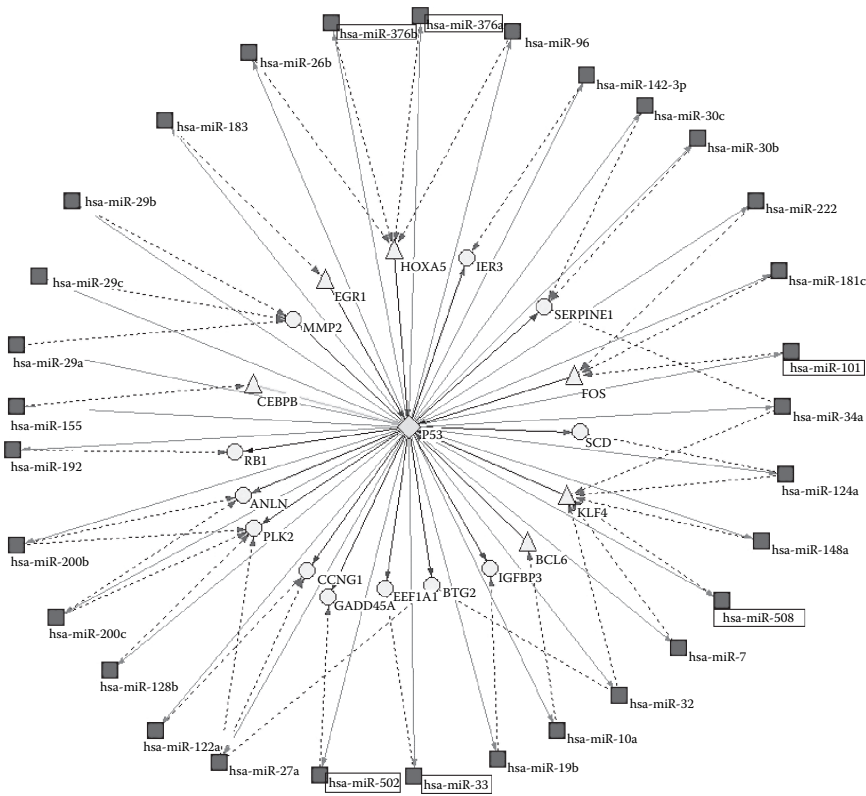 hsa-miR-376a
hsa-miR-376b
hsa-miR-96
hsa-miR-26b
hsa-miR-142-3p
hsa-miR-30c
hsa-miR-183
hsa-miR-30b
hsa-miR-29b
hsa-miR-222
HOXA5
IER3
hsa-miR-29c
hsa-miR-181c
EGR1
SERPINE1
MMP2
hsa-miR-29a
hsa-miR-101
FOS
CEBPB
hsa-miR-34a
hsa-miR-155
P53
SCD
RB1
hsa-miR-192
hsa-miR-124a
ANLN
KLF4
PLK2
hsa-miR-200b
hsa-miR-148a
BCL6
CCNG1
IGFBP3
EEF1A1
BTG2
GADD45A
hsa-miR-508
hsa-miR-200c
hsa-miR-7
hsa-miR-128b
hsa-miR-32
hsa-miR-122a
hsa-miR-10a
hsa-miR-19b
hsa-miR-27a
hsa-miR-502
hsa-miR-33